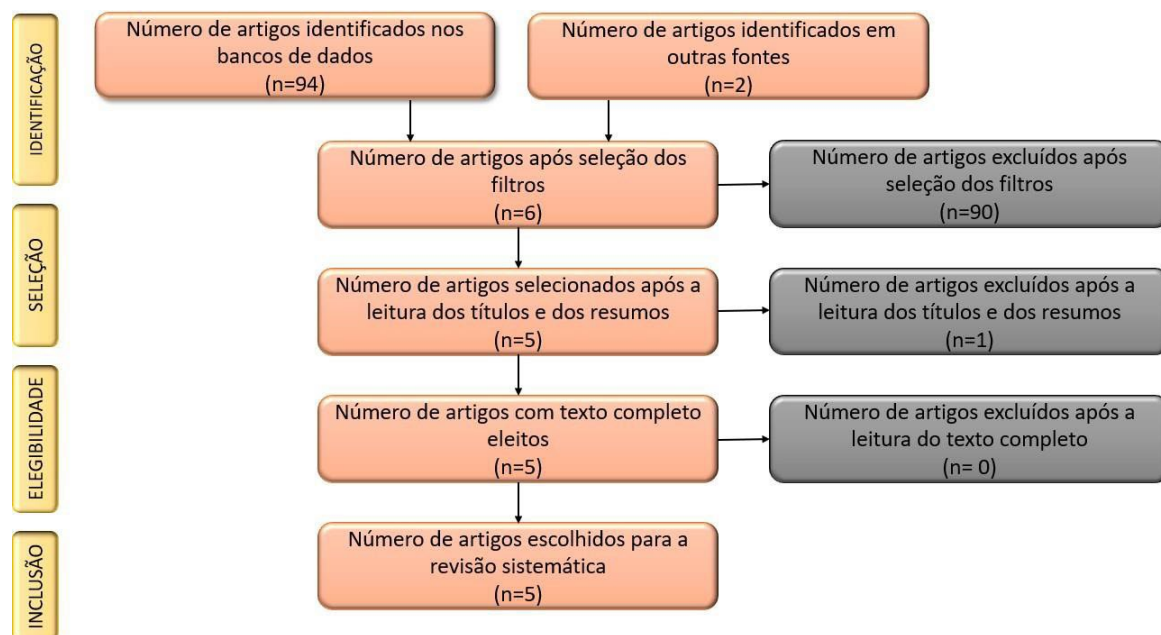 IDENTIFICAÇÃO
Número de artigos identificados nos
bancos de dados
(n=94)
Número de artigos identificados em
outras fontes
(n=2)
Número de artigos após seleção dos
filtros
(n=6)
Número de artigos excluídos após
seleção dos filtros
(n=90)
SELEÇÃO
Número de artigos selecionados após a
leitura dos títulos e dos resumos
(n=5)
Número de artigos excluídos após a
leitura dos títulos e dos resumos
(n=1)
ELEGIBILIDADE
Número de artigos com texto completo
eleitos
(n=5)
Número de artigos excluídos após a
leitura do texto completo
(n= 0)
INCLUSÃO
Número de artigos escolhidos para a
revisão sistemática
(n=5)